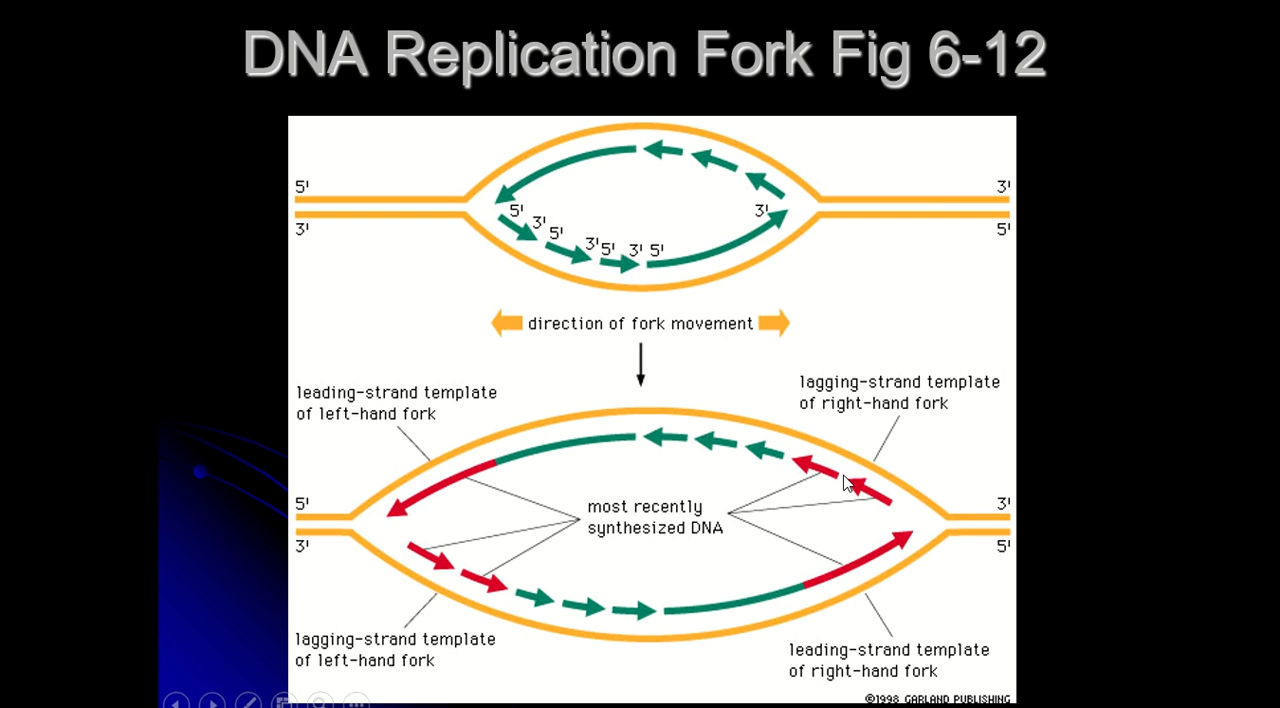 DNA Replication Fork Fig 6-12
5' 3'
3' 5'
5' 3' 5' 3' 5' 3' 5' 3'
direction of fork movement
leading-strand template
of left-hand fork
lagging-strand template
of right-hand fork
most recently
synthesized DNA
5' 3'
3' 5'
lagging-strand template
of left-hand fork
leading-strand template
of right-hand fork
©1998 GARLAND PUBLISHING